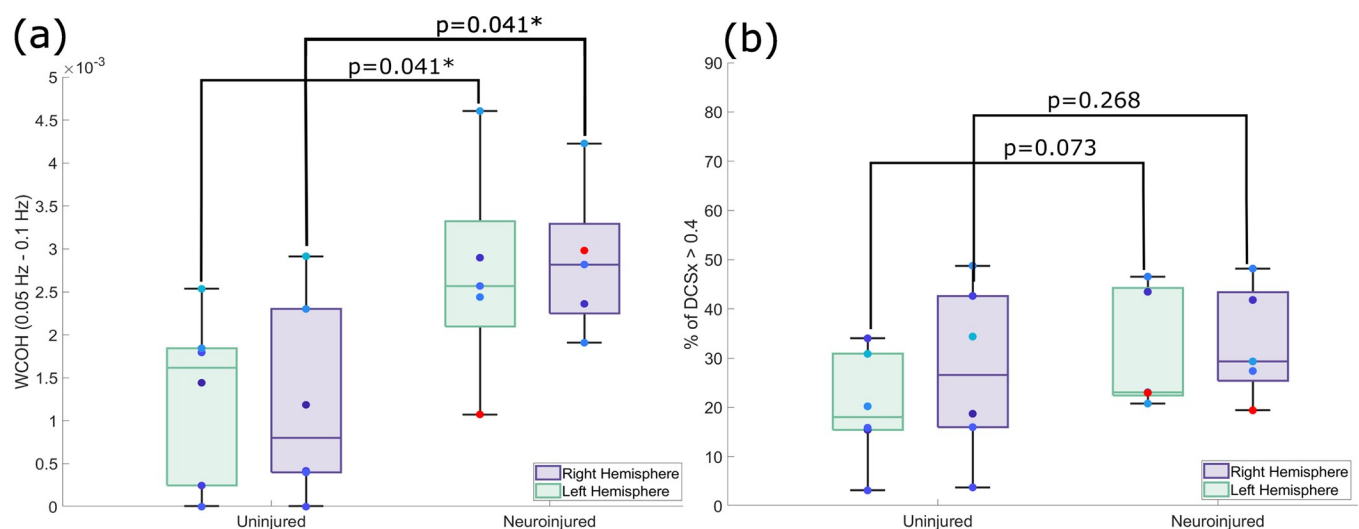 (a)
p=0.041*
p=0.041*
×10⁻³
5
4.5
4
3.5
3
2.5
2
1.5
1
0.5
0
WCOH (0.05 Hz - 0.1 Hz)
Uninjured
Neuroinjured
Right Hemisphere
Left Hemisphere
(b)
p=0.268
p=0.073
90
80
70
60
50
40
30
20
10
0
% of DCSx > 0.4
Uninjured
Neuroinjured
Right Hemisphere
Left Hemisphere